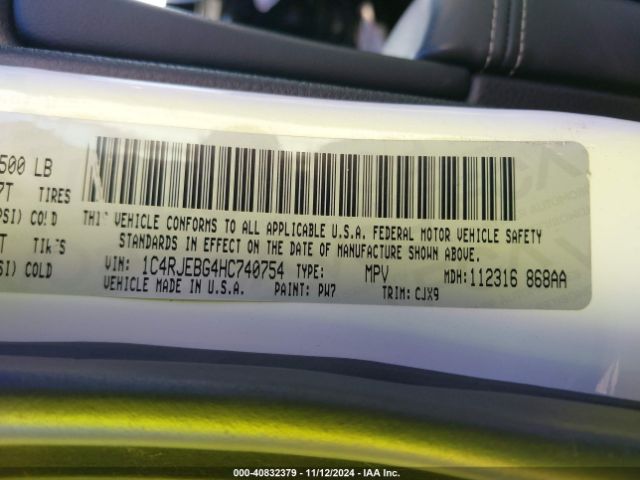 500 LB
7T TIRES
PSI) COLD
THIS VEHICLE CONFORMS TO ALL APPLICABLE U.S.A. FEDERAL MOTOR VEHICLE SAFETY
STANDARDS IN EFFECT ON THE DATE OF MANUFACTURE SHOWN ABOVE.
T TIRES
SI) COLD
VIN: 1C4RJEBG4HC740754 TYPE: MPV MDH: 112316 868AA
VEHICLE MADE IN U.S.A. PAINT: PW7 TRIM: CJX9
000-40832379 - 11/12/2024 - IAA Inc.